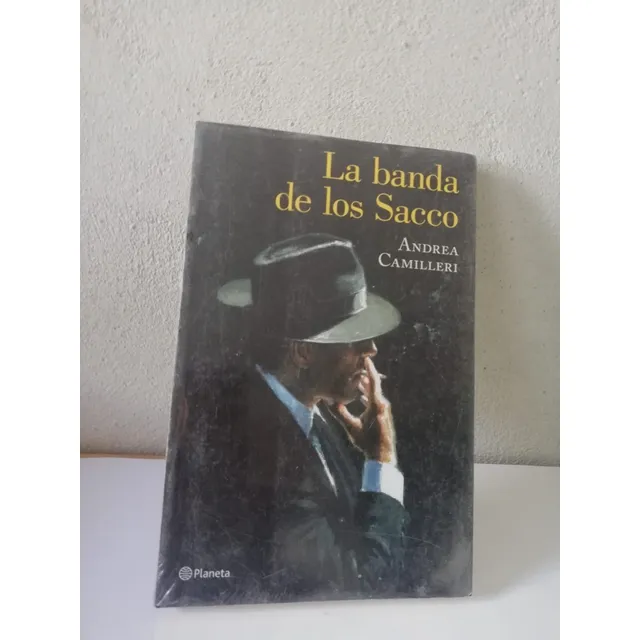 La banda
de los Sacco
ANDREA
CAMILLERI
Planeta